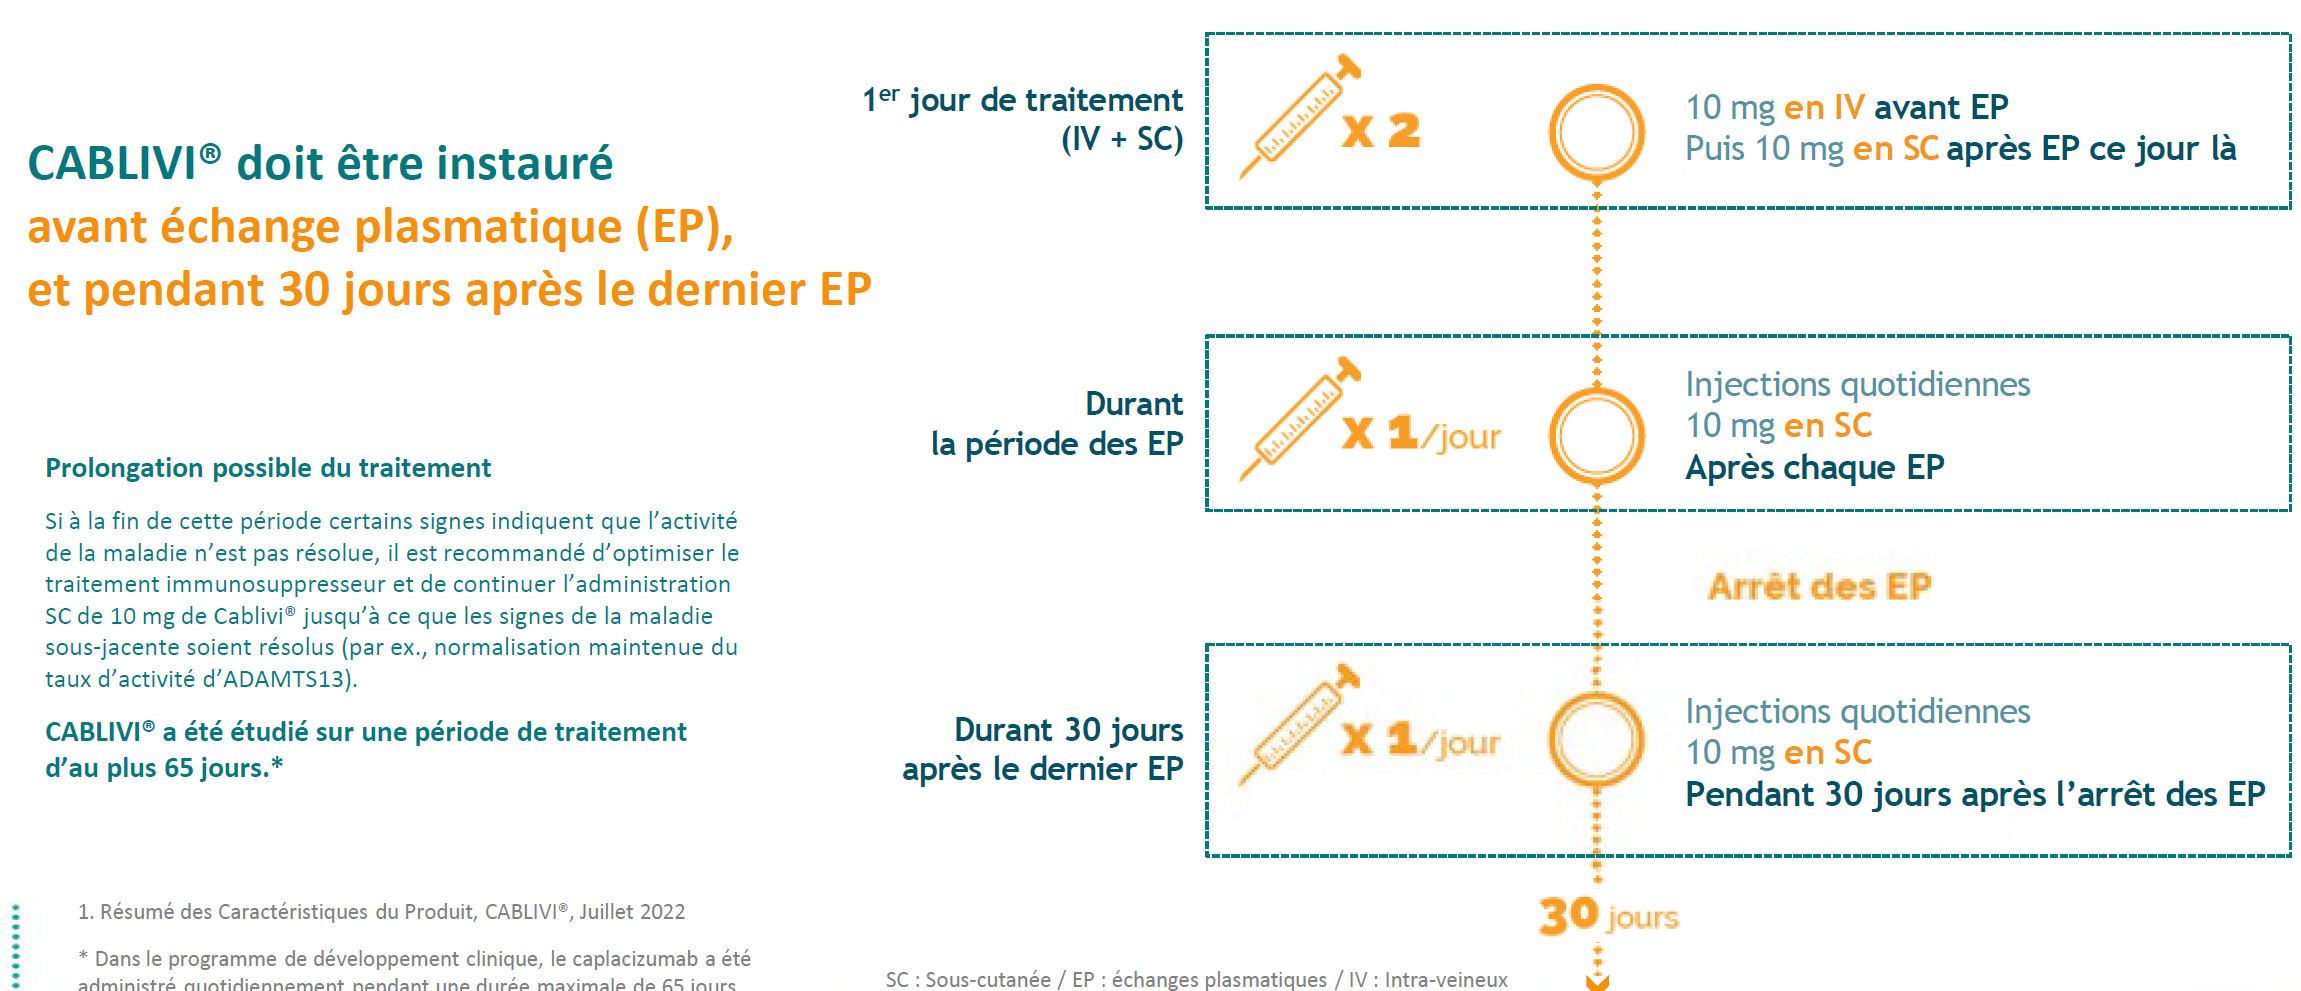 CABLIVI® doit être instauré
avant échange plasmatique (EP),
et pendant 30 jours après le dernier EP
Prolongation possible du traitement
Si à la fin de cette période certains signes indiquent que l’activité
de la maladie n’est pas résolue, il est recommandé d’optimiser le
traitement immunosuppresseur et de continuer l’administration
SC de 10 mg de Cablivi® jusqu’à ce que les signes de la maladie
sous-jacente soient résolus (par ex., normalisation maintenue du
taux d’activité d’ADAMTS13).
CABLIVI® a été étudié sur une période de traitement
d’au plus 65 jours.*
1. Résumé des Caractéristiques du Produit, CABLIVI®, Juillet 2022
* Dans le programme de développement clinique, le caplacizumab a été
administré quotidiennement pendant une durée maximale de 65 jours
1er jour de traitement
(IV + SC)
x 2
10 mg en IV avant EP
Puis 10 mg en SC après EP ce jour là
Durant
la période des EP
x 1/jour
Injections quotidiennes
10 mg en SC
Après chaque EP
Arrêt des EP
Durant 30 jours
après le dernier EP
x 1/jour
Injections quotidiennes
10 mg en SC
Pendant 30 jours après l’arrêt des EP
30 jours
SC : Sous-cutanée / EP : échanges plasmatiques / IV : Intra-veineux